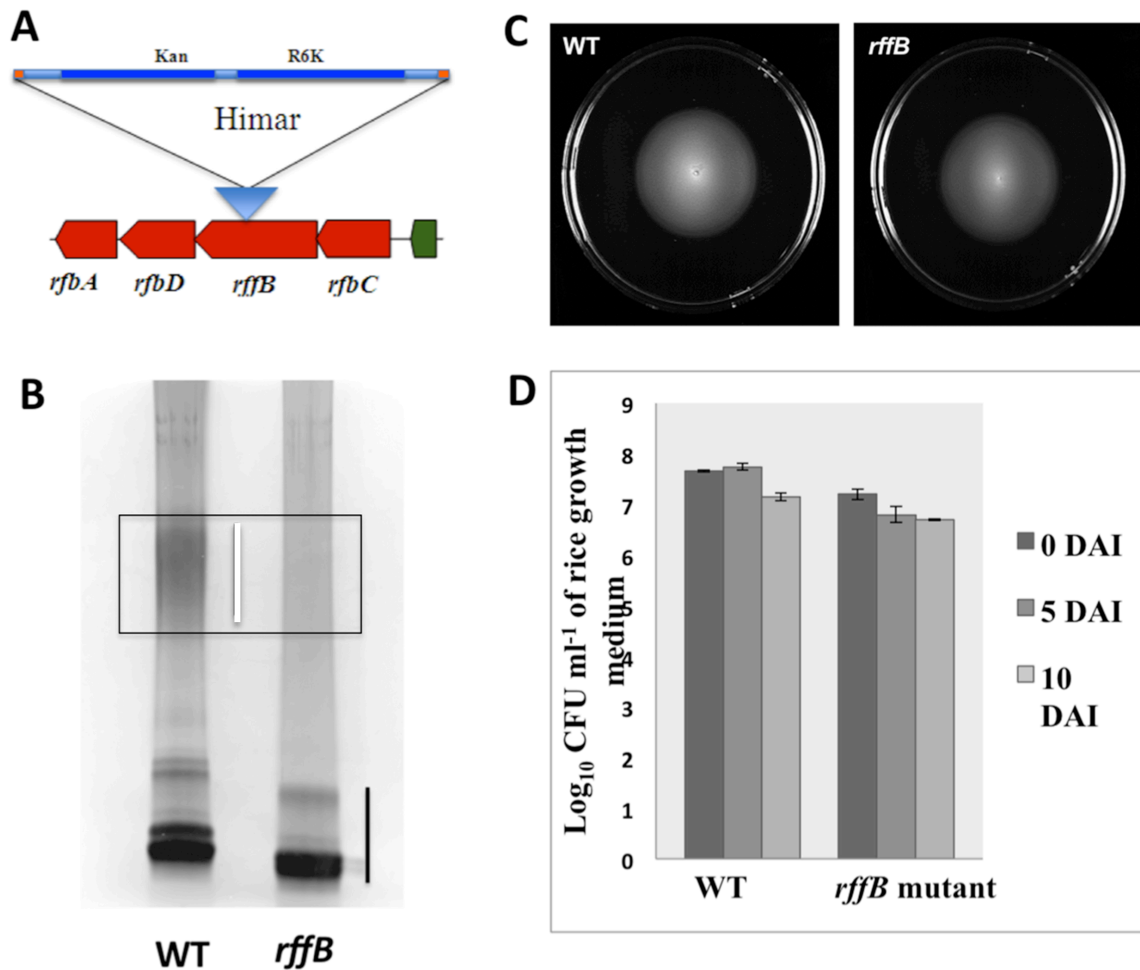 A
Kan R6K
Himar
rfbA rfbD rffB rfbC
B
WT rffB
C
WT
rffB
D
Log10 CFU ml-1 of rice growth
medium
9
8
7
6
5
4
3
2
1
0
WT rffB mutant
0 DAI
5 DAI
10
DAI